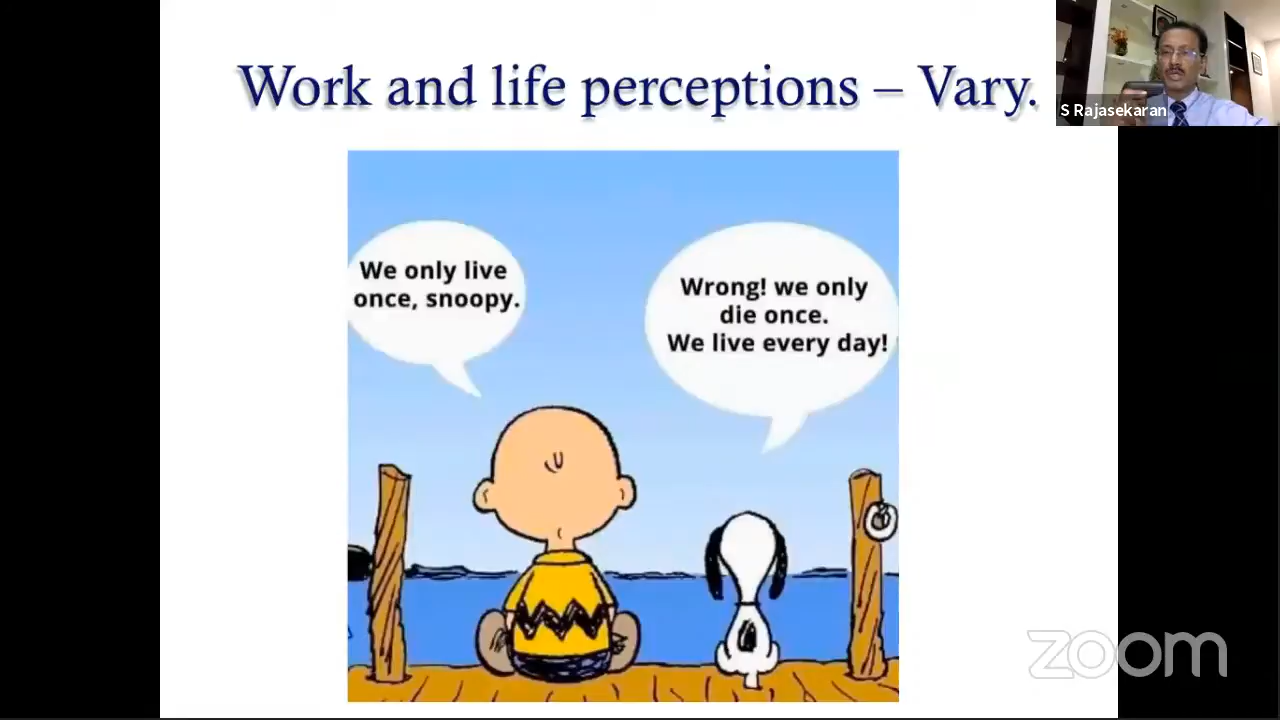 Work and life perceptions – Vary.
S Rajasekaran
We only live
once, snoopy.
Wrong! we only
die once.
We live every day!
zoom